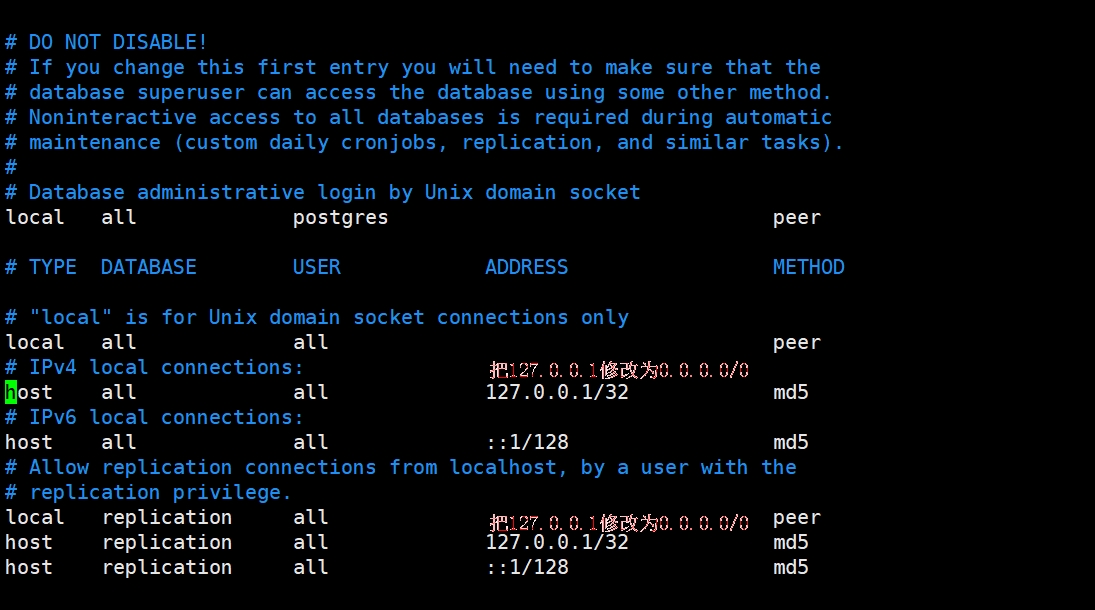 # DO NOT DISABLE!
# If you change this first entry you will need to make sure that the
# database superuser can access the database using some other method.
# Noninteractive access to all databases is required during automatic
# maintenance (custom daily cronjobs, replication, and similar tasks).
#
# Database administrative login by Unix domain socket
local   all             postgres                                peer
# TYPE  DATABASE        USER            ADDRESS                 METHOD
# "local" is for Unix domain socket connections only
local   all             all                                     peer
# IPv4 local connections:               把127.0.0.1修改为0.0.0.0/0
host    all             all             127.0.0.1/32            md5
# IPv6 local connections:
host    all             all             ::1/128                 md5
# Allow replication connections from localhost, by a user with the
# replication privilege.
local   replication     all             把127.0.0.1修改为0.0.0.0/0  peer
host    replication     all             127.0.0.1/32            md5
host    replication     all             ::1/128                 md5